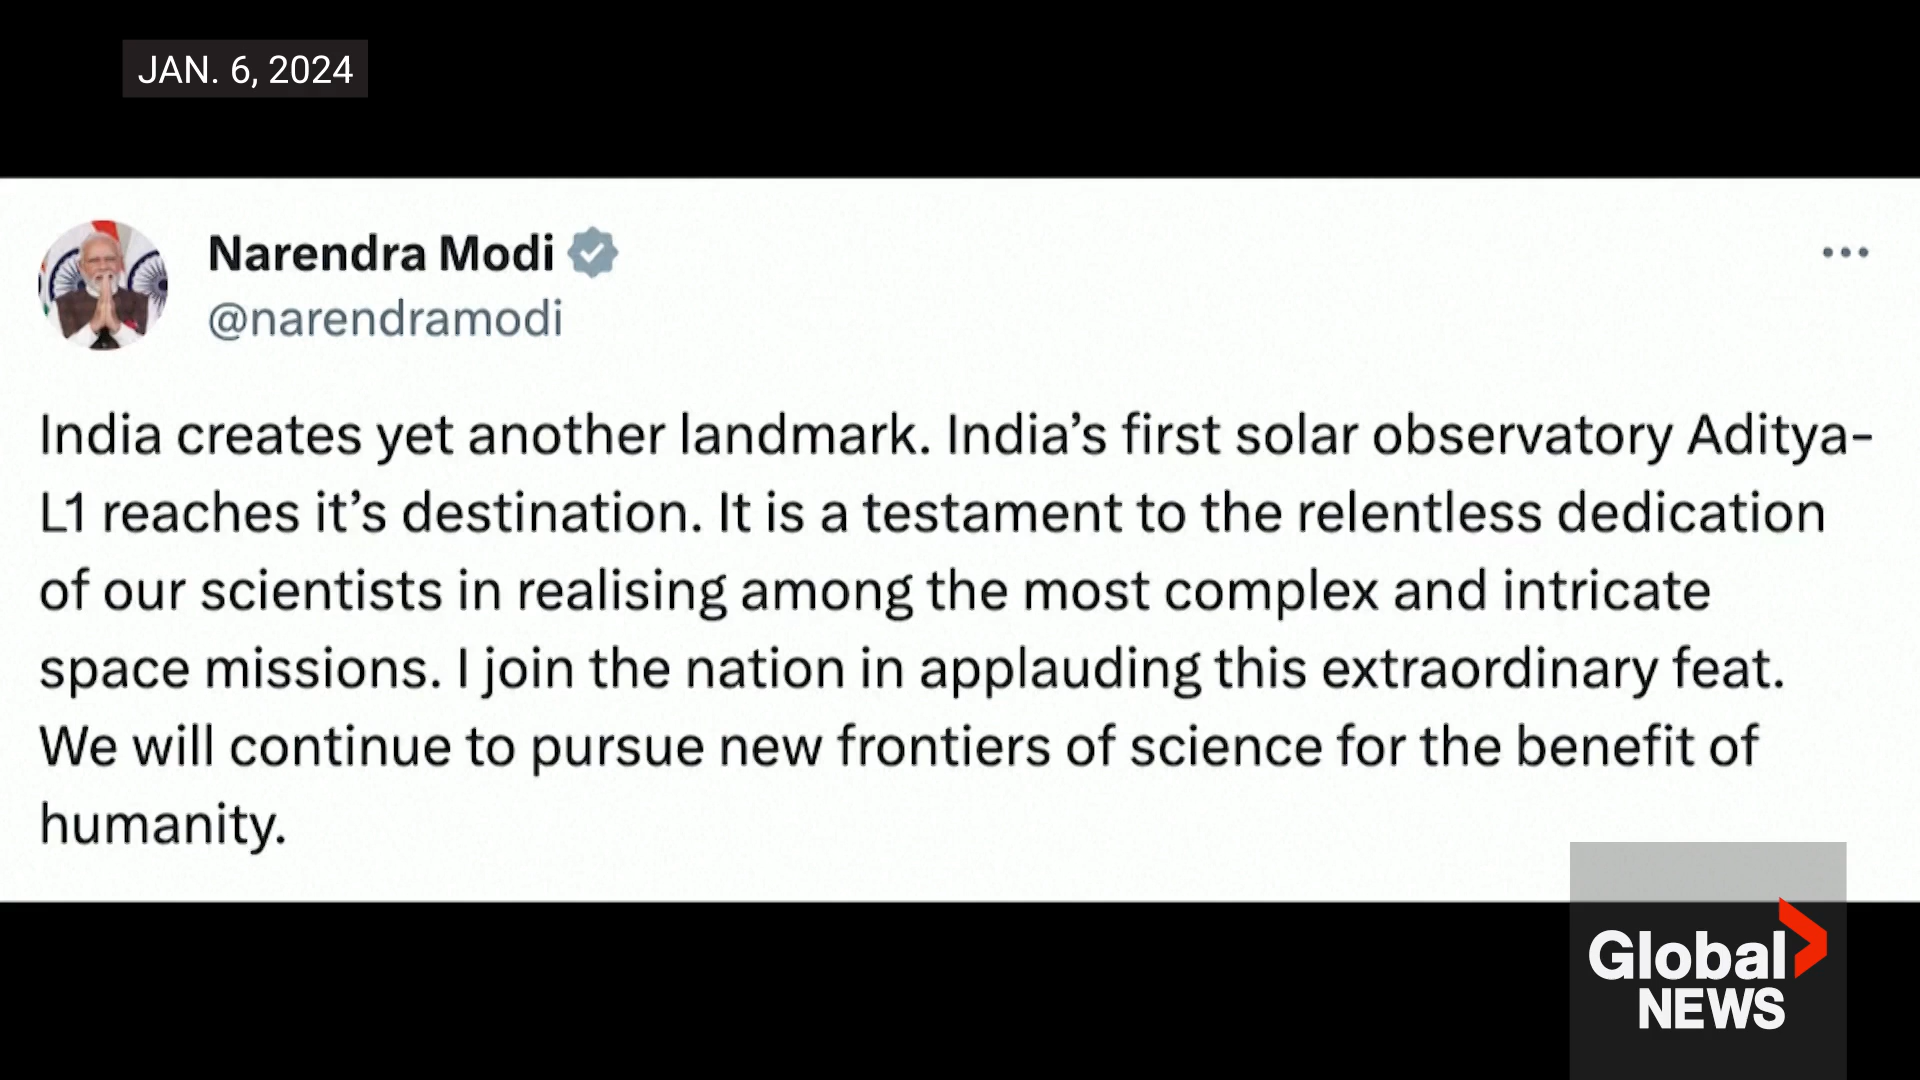 JAN. 6, 2024
Narendra Modi
@narendramodi
India creates yet another landmark. India’s first solar observatory Aditya-
L1 reaches it’s destination. It is a testament to the relentless dedication
of our scientists in realising among the most complex and intricate
space missions. I join the nation in applauding this extraordinary feat.
We will continue to pursue new frontiers of science for the benefit of
humanity.
Global
NEWS